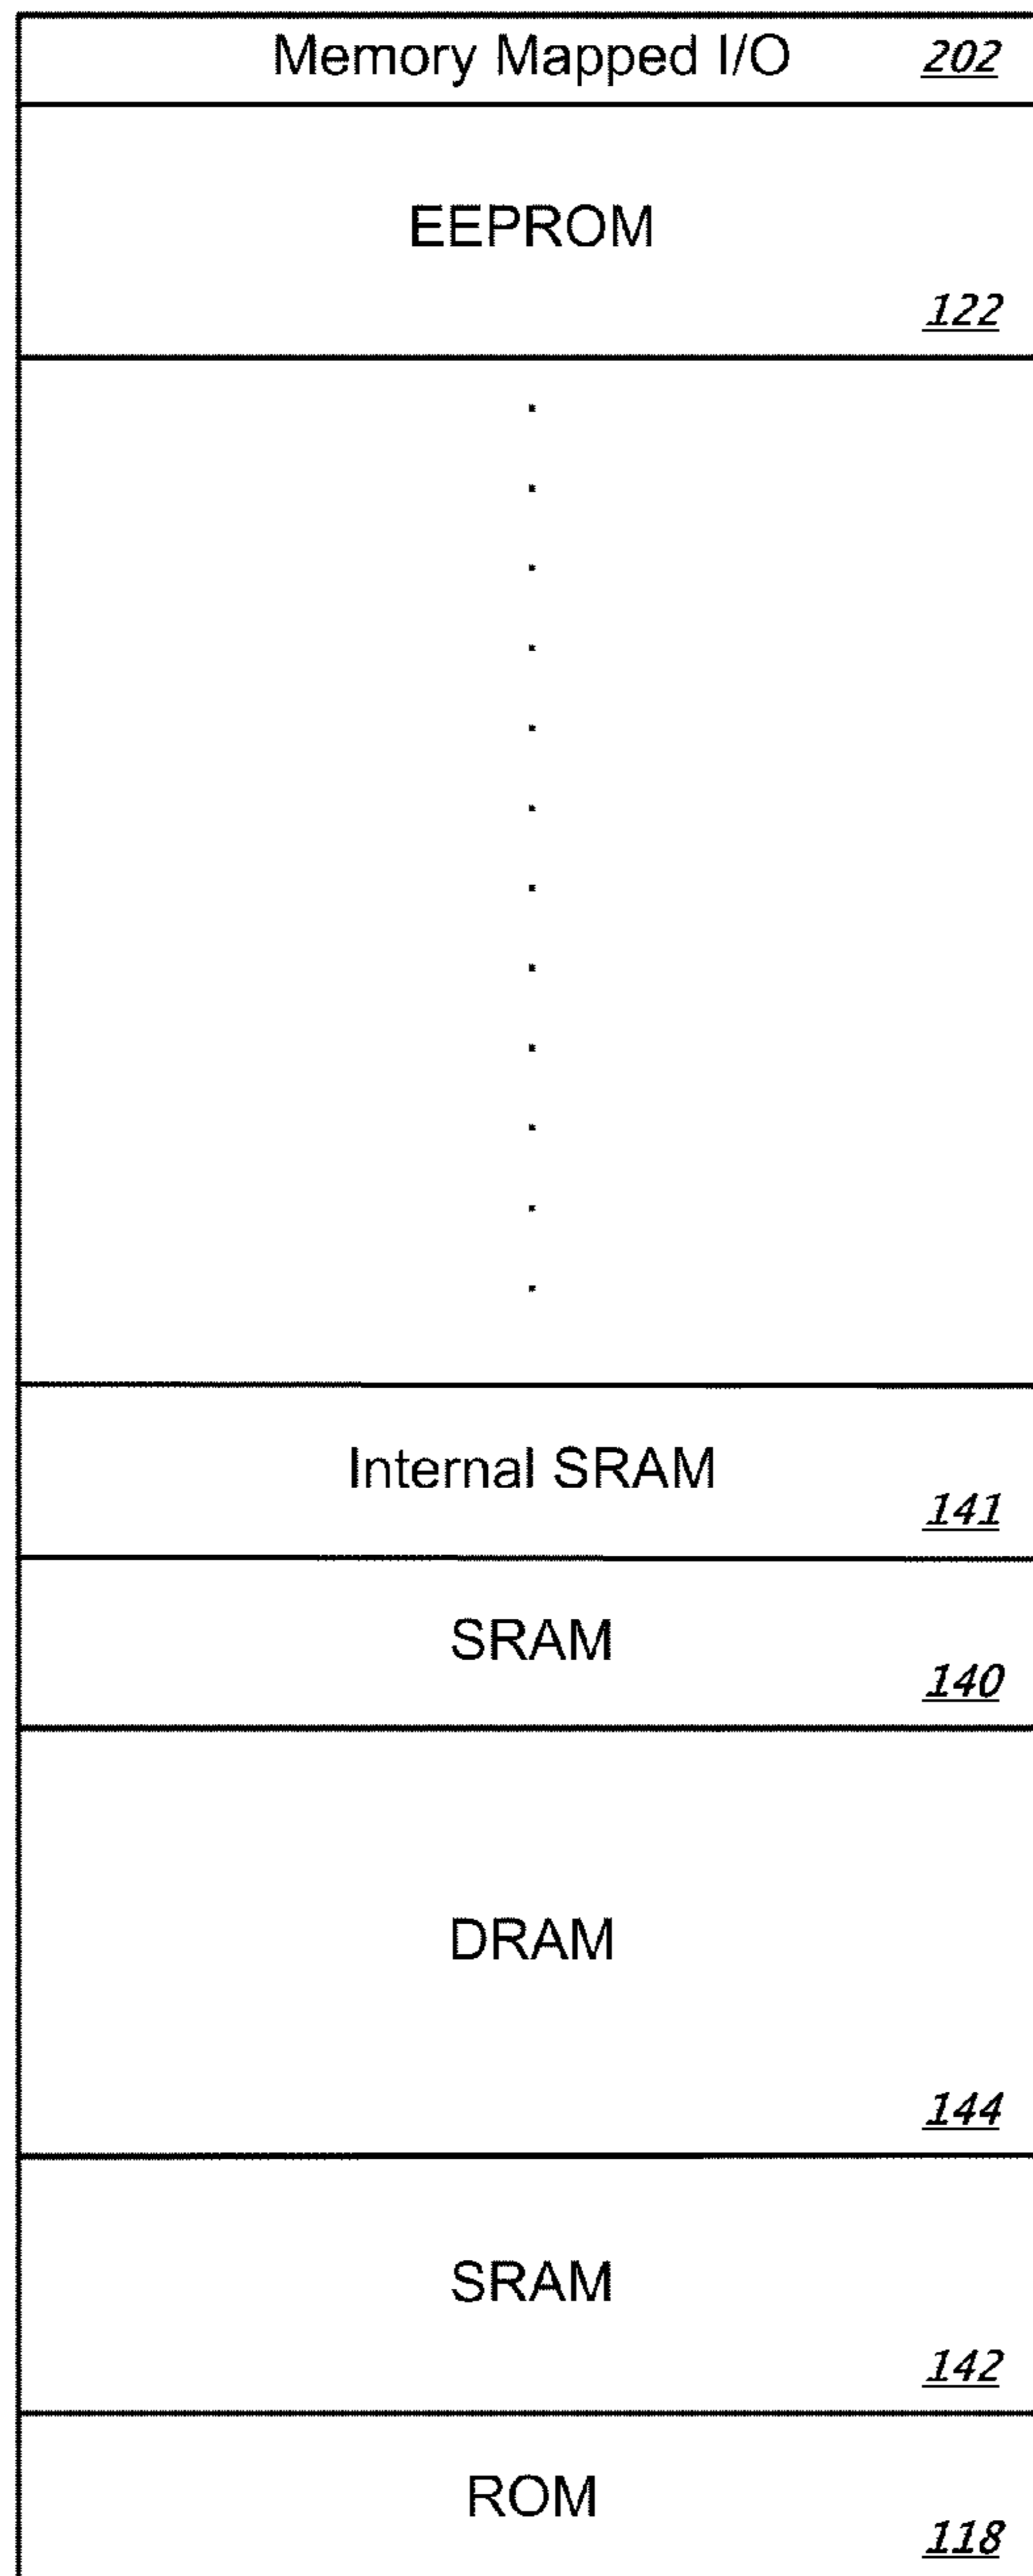 Memory Mapped I/O 202
EEPROM
122
.
.
.
.
.
.
.
.
.
.
.
.
Internal SRAM
141
SRAM
140
DRAM
144
SRAM
142
ROM
118